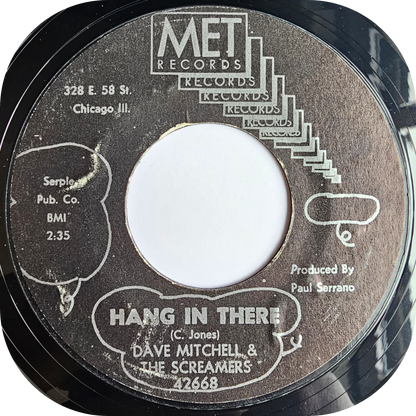 MET
RECORDS
RECORDS
RECORDS
RECORDS
RECORDS
RECORDS
328 E. 58 St.
Chicago Ill.
Serplo
Pub. Co.
BMI
2:35
Produced By
Paul Serrano
HANG IN THERE
(C. Jones)
DAVE MITCHELL &
THE SCREAMERS
42668